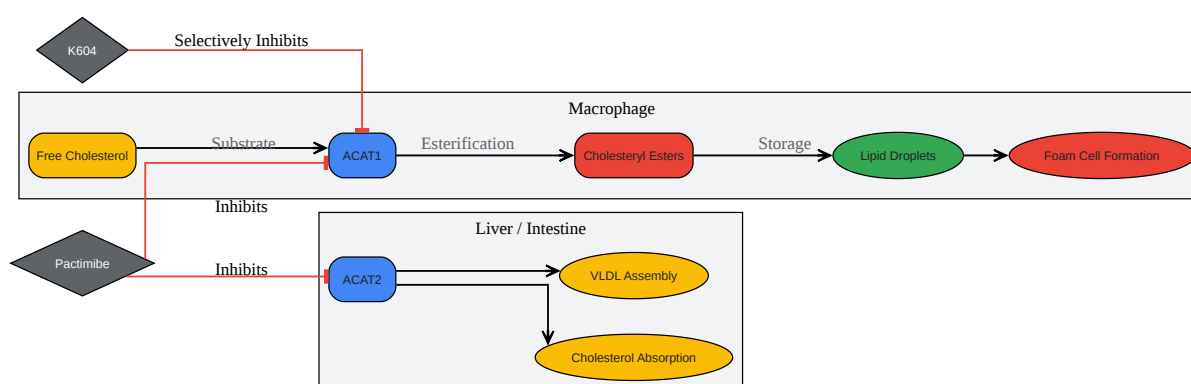 K604
Selectively Inhibits
Macrophage
Free Cholesterol
Substrate
ACAT1
Esterification
Cholesteryl Esters
Storage
Lipid Droplets
Foam Cell Formation
Inhibits
Liver / Intestine
Pactimibe
Inhibits
ACAT2
VLDL Assembly
Cholesterol Absorption